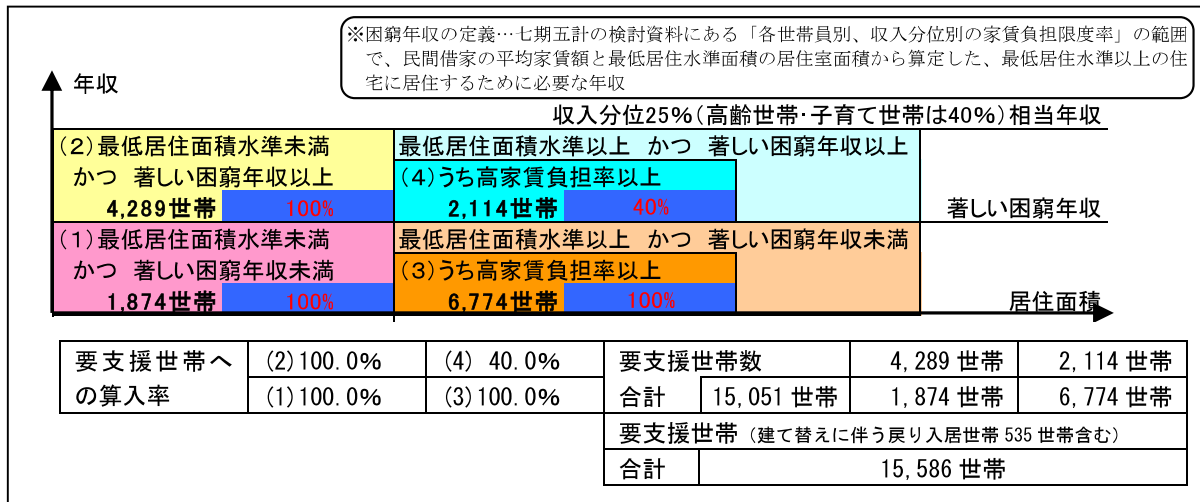 ※困窮年収の定義…七期五計の検討資料にある「各世帯員別、収入分位別の家賃負担限度率」の範囲
で、民間借家の平均家賃額と最低居住水準面積の居住室面積から算定した、最低居住水準以上の住
宅に居住するために必要な年収
年収
収入分位25%(高齢世帯・子育て世帯は40%)相当年収
(2)最低居住面積水準未満
かつ 著しい困窮年収以上
4,289世帯 100%
最低居住面積水準以上 かつ 著しい困窮年収以上
(4)うち高家賃負担率以上
2,114世帯 40%
著しい困窮年収
(1)最低居住面積水準未満
かつ 著しい困窮年収未満
1,874世帯 100%
最低居住面積水準以上 かつ 著しい困窮年収未満
(3)うち高家賃負担率以上
6,774世帯 100%
居住面積
要支援世帯へ (2)100.0% (4) 40.0% 要支援世帯数 4,289 世帯 2,114 世帯
の算入率 (1)100.0% (3)100.0% 合計 15,051 世帯 1,874 世帯 6,774 世帯
要支援世帯 (建て替えに伴う戻り入居世帯 535 世帯含む)
合計 15,586 世帯